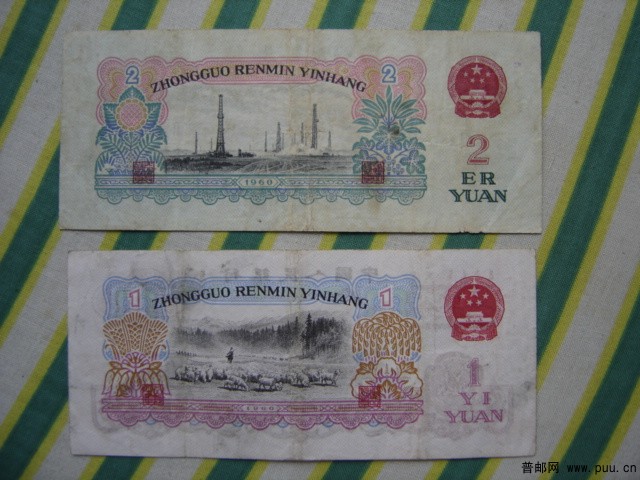 2 2
ZHONGGUO RENMIN YINHANG
2
ER
YUAN
1960
1 1
ZHONGGUO RENMIN YINHANG
1
YI
YUAN
1960
普邮网 www.puu.cn